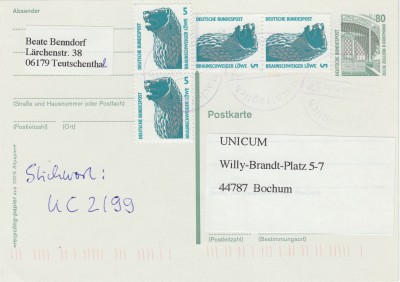 Absender
Beate Benndorf
Lärchenstr. 38
06179 Teutschenthal
(Straße und Hausnummer oder Postfach)
(Postleitzahl) (Ort)
5
DEUTSCHE BUNDESPOST
BRAUNSCHWEIGER LÖWE
5
DEUTSCHE BUNDESPOST
BRAUNSCHWEIGER LÖWE
DEUTSCHE BUNDESPOST
BRAUNSCHWEIGER LÖWE 5
DEUTSCHE BUNDESPOST
BRAUNSCHWEIGER LÖWE 5
80
DEUTSCHE BUNDESPOST
Postkarte
UNICUM
Willy-Brandt-Platz 5-7
44787 Bochum
(Postleitzahl) (Bestimmungsort)
Stichwort:
UC 2/99